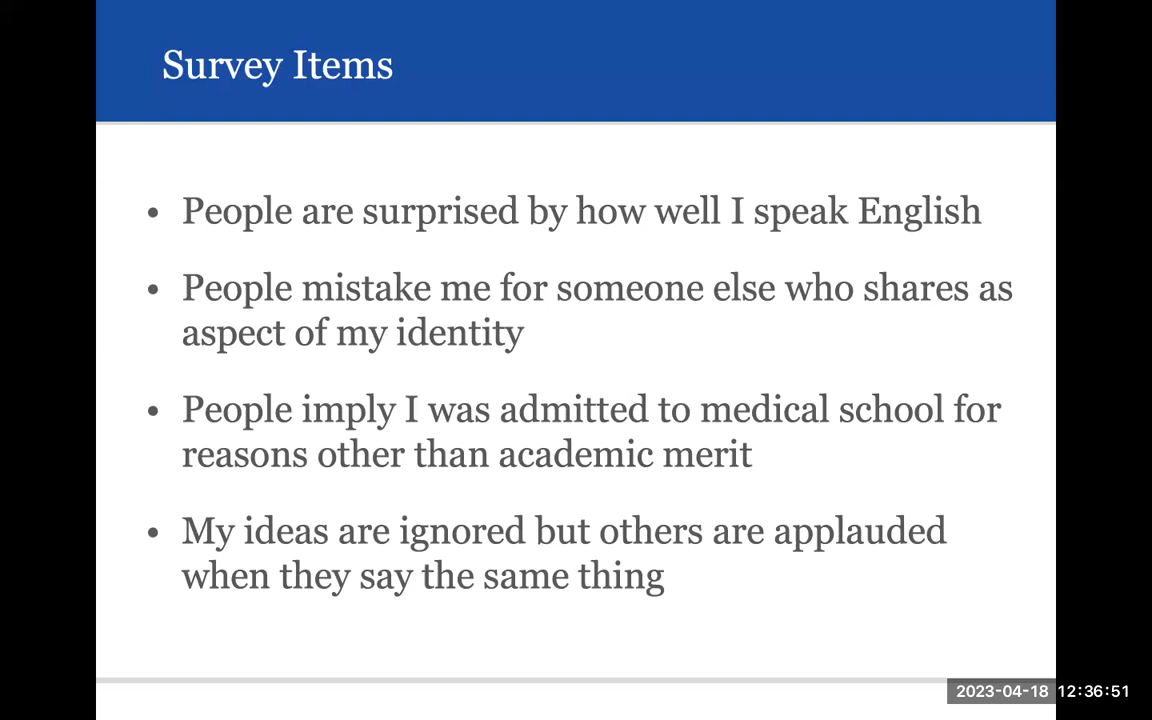 Survey Items
• People are surprised by how well I speak English
• People mistake me for someone else who shares as
aspect of my identity
• People imply I was admitted to medical school for
reasons other than academic merit
• My ideas are ignored but others are applauded
when they say the same thing
2023-04-18 12:36:51